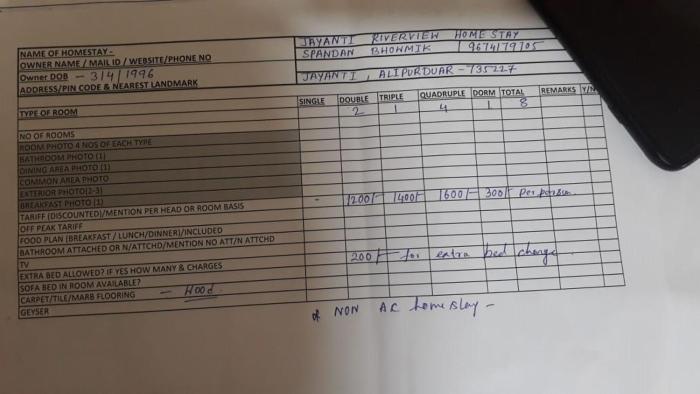 NAME OF HOMESTAY - JAYANTI RIVERVIEW HOME STAY
OWNER NAME / MAIL ID / WEBSITE/PHONE NO SPANDAN BHOWMIK 9674179705
Owner DOB - 3/4/1996
ADDRESS/PIN CODE & NEAREST LANDMARK JAYANTI, ALIPURDUAR - 735227
TYPE OF ROOM SINGLE DOUBLE TRIPLE QUADRUPLE DORM TOTAL REMARKS Y/N
NO OF ROOMS 2 1 4 1 8
ROOM PHOTO 4 NOS OF EACH TYPE
BATHROOM PHOTO (1)
DINING AREA PHOTO (1)
COMMON AREA PHOTO
EXTERIOR PHOTO(2-3)
BREAKFAST PHOTO (1)
TARIFF (DISCOUNTED)/MENTION PER HEAD OR ROOM BASIS - 1200/- 1400/- 1600/- 300/- Per person
OFF PEAK TARIFF
FOOD PLAN (BREAKFAST / LUNCH/DINNER)/INCLUDED
BATHROOM ATTACHED OR N/ATTCHD/MENTION NO ATT/N ATTCHD
TV
EXTRA BED ALLOWED? IF YES HOW MANY & CHARGES 200/- for extra bed charge
SOFA BED IN ROOM AVAILABLE?
CARPET/TILE/MARB FLOORING - Wood.
GEYSER
NON AC homestay -